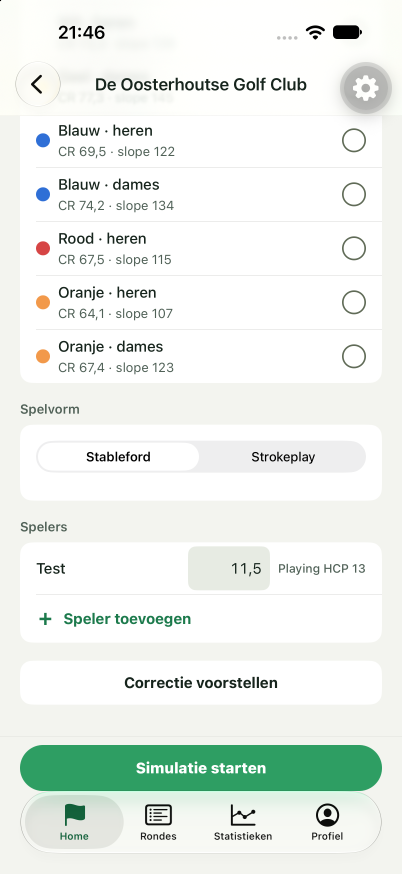 21:46
De Oosterhoutse Golf Club
Blauw · heren
CR 69,5 · slope 122
Blauw · dames
CR 74,2 · slope 134
Rood · heren
CR 67,5 · slope 115
Oranje · heren
CR 64,1 · slope 107
Oranje · dames
CR 67,4 · slope 123
Spelvorm
Stableford Strokeplay
Spelers
Test 11,5 Playing HCP 13
+ Speler toevoegen
Correctie voorstellen
Simulatie starten
Home Rondes Statistieken Profiel